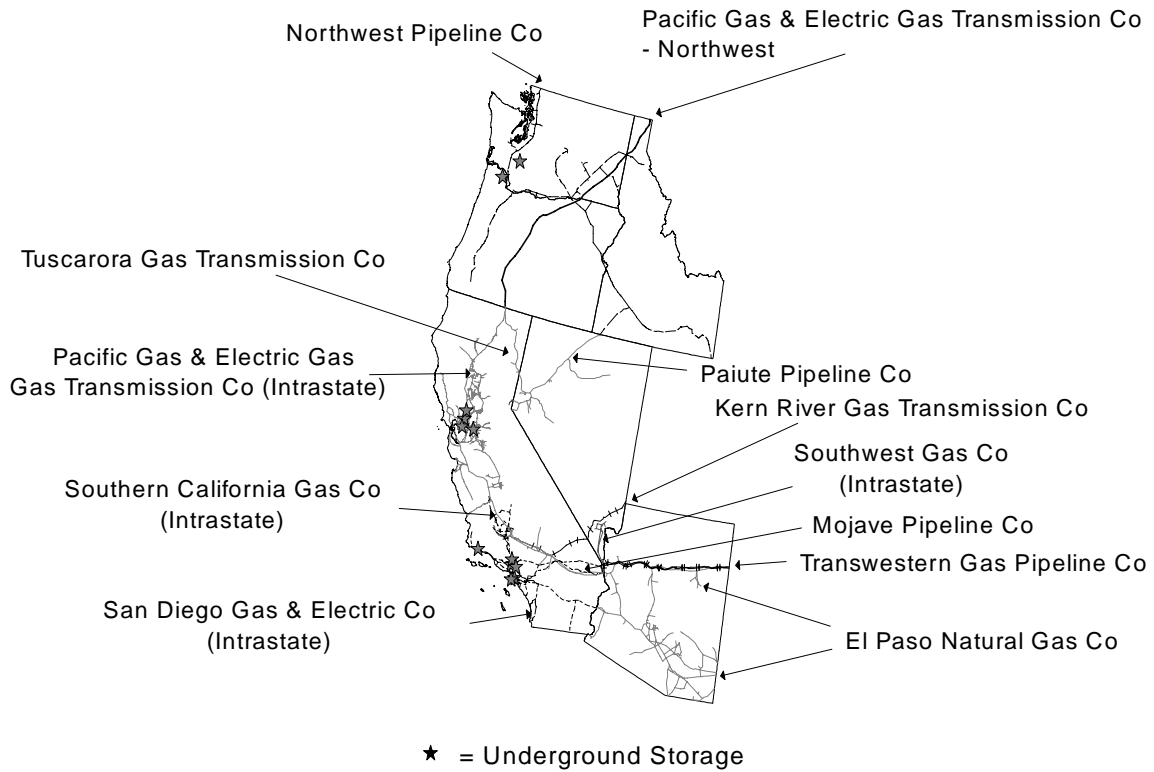 Northwest Pipeline Co
Pacific Gas & Electric Gas Transmission Co
- Northwest
Tuscarora Gas Transmission Co
Pacific Gas & Electric Gas
Gas Transmission Co (Intrastate)
Paiute Pipeline Co
Kern River Gas Transmission Co
Southwest Gas Co
(Intrastate)
Southern California Gas Co
(Intrastate)
Mojave Pipeline Co
Transwestern Gas Pipeline Co
San Diego Gas & Electric Co
(Intrastate)
El Paso Natural Gas Co
= Underground Storage